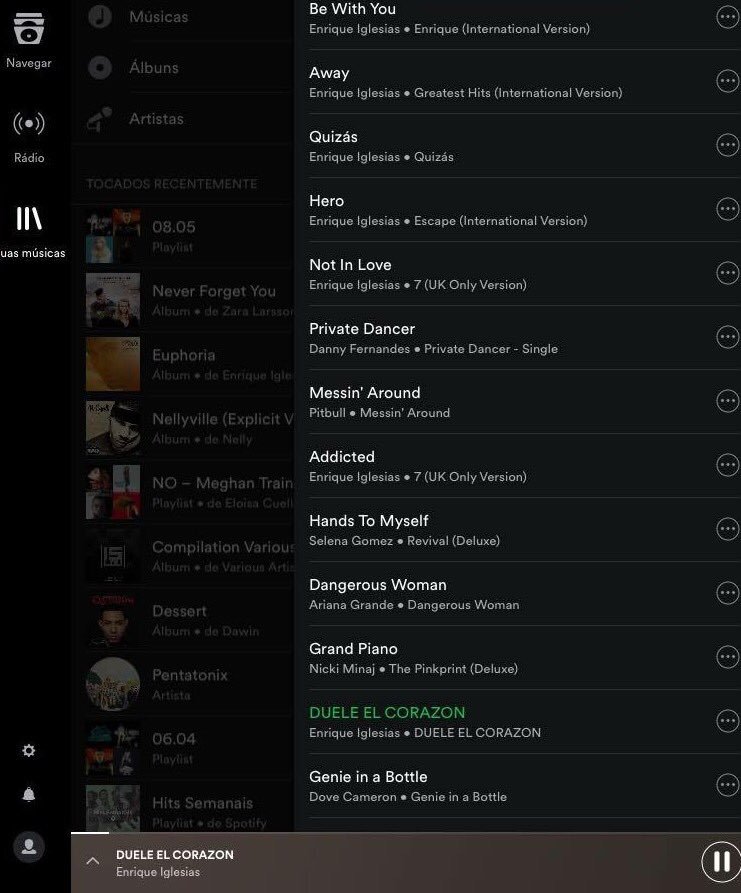 Navegar
Rádio
uas músicas
Músicas
Álbuns
Artistas
TOCADOS RECENTEMENTE
08.05
Playlist
Never Forget You
Álbum • de Zara Larsson
Euphoria
Álbum • de Enrique Igle
Nellyville (Explicit V
Álbum • de Nelly
NO – Meghan Train
Playlist • de Eloisa Cuell
Compilation Various
Álbum • de Various Artis
Dessert
Álbum • de Dawin
Pentatonix
Artista
06.04
Playlist
Hits Semanais
Playlist • de Spotify
Be With You
Enrique Iglesias • Enrique (International Version)
Away
Enrique Iglesias • Greatest Hits (International Version)
Quizás
Enrique Iglesias • Quizás
Hero
Enrique Iglesias • Escape (International Version)
Not In Love
Enrique Iglesias • 7 (UK Only Version)
Private Dancer
Danny Fernandes • Private Dancer - Single
Messin' Around
Pitbull • Messin' Around
Addicted
Enrique Iglesias • 7 (UK Only Version)
Hands To Myself
Selena Gomez • Revival (Deluxe)
Dangerous Woman
Ariana Grande • Dangerous Woman
Grand Piano
Nicki Minaj • The Pinkprint (Deluxe)
DUELE EL CORAZON
Enrique Iglesias • DUELE EL CORAZON
Genie in a Bottle
Dove Cameron • Genie in a Bottle
DUELE EL CORAZON
Enrique Iglesias